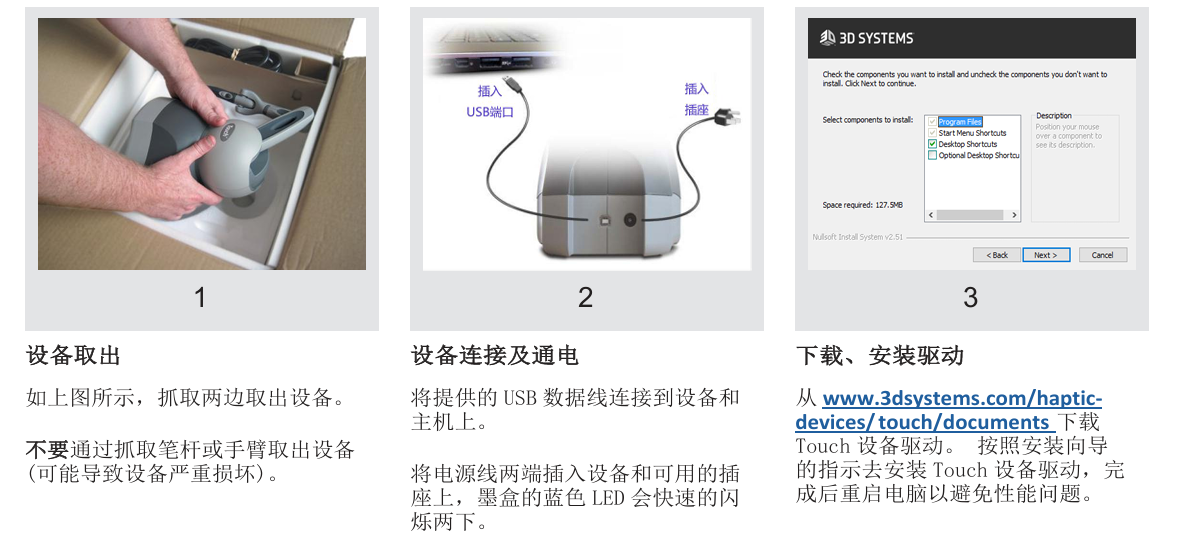 Touch
1
设备取出
如上图所示，抓取两边取出设备。
不要通过抓取笔杆或手臂取出设备
(可能导致设备严重损坏)。
插入
USB端口
插入
插座
2
设备连接及通电
将提供的 USB 数据线连接到设备和
主机上。
将电源线两端插入设备和可用的插
座上，墨盒的蓝色 LED 会快速的闪
烁两下。
3D SYSTEMS
Check the components you want to install and uncheck the components you don't want to
install. Click Next to continue.
Select components to install:
Program Files
Start Menu Shortcuts
Desktop Shortcuts
Optional Desktop Shortcu
Description
Position your mouse
over a component to
see its description.
Space required: 127.5MB
Nullsoft Install System v2.51
< Back
Next >
Cancel
3
下载、安装驱动
从 www.3dsystems.com/haptic-
devices/touch/documents 下载
Touch 设备驱动。 按照安装向导
的指示去安装 Touch 设备驱动，完
成后重启电脑以避免性能问题。